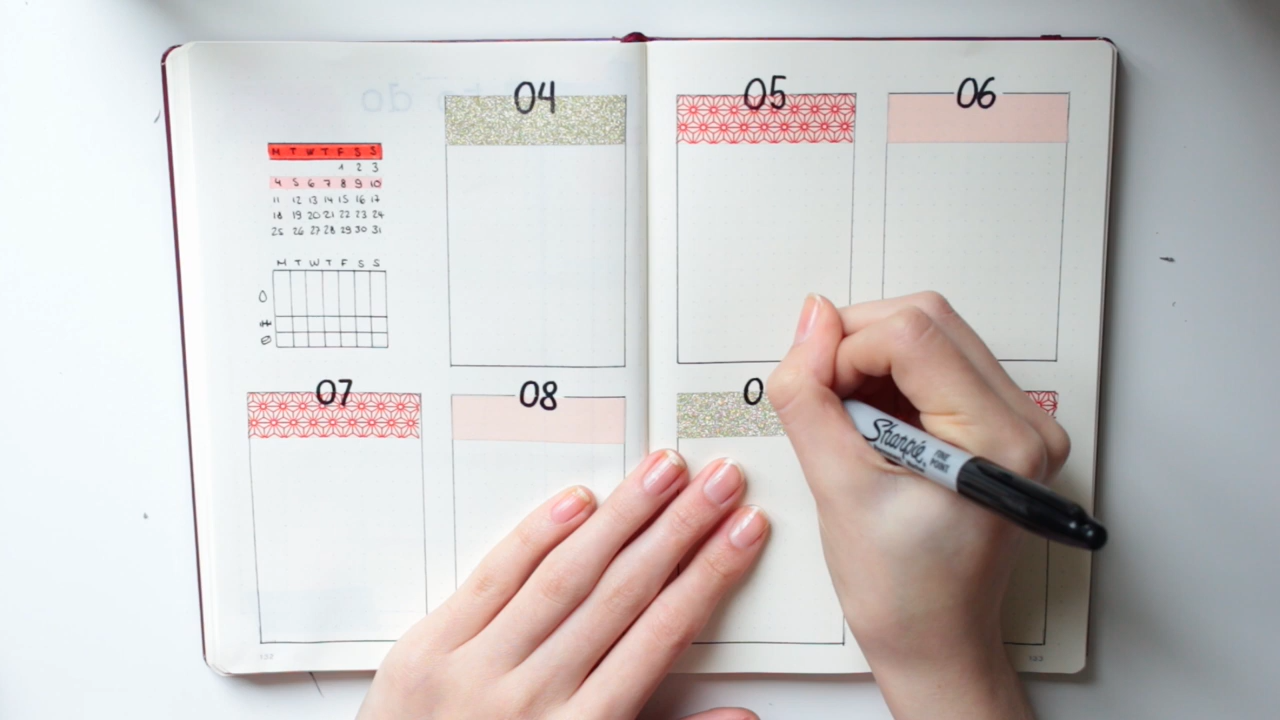 04
05
06
M T W T F S S
1 2 3
4 5 6 7 8 9 10
11 12 13 14 15 16 17
18 19 20 21 22 23 24
25 26 27 28 29 30 31
M T W T F S S
07
08
0
Sharpie
FINE
POINT